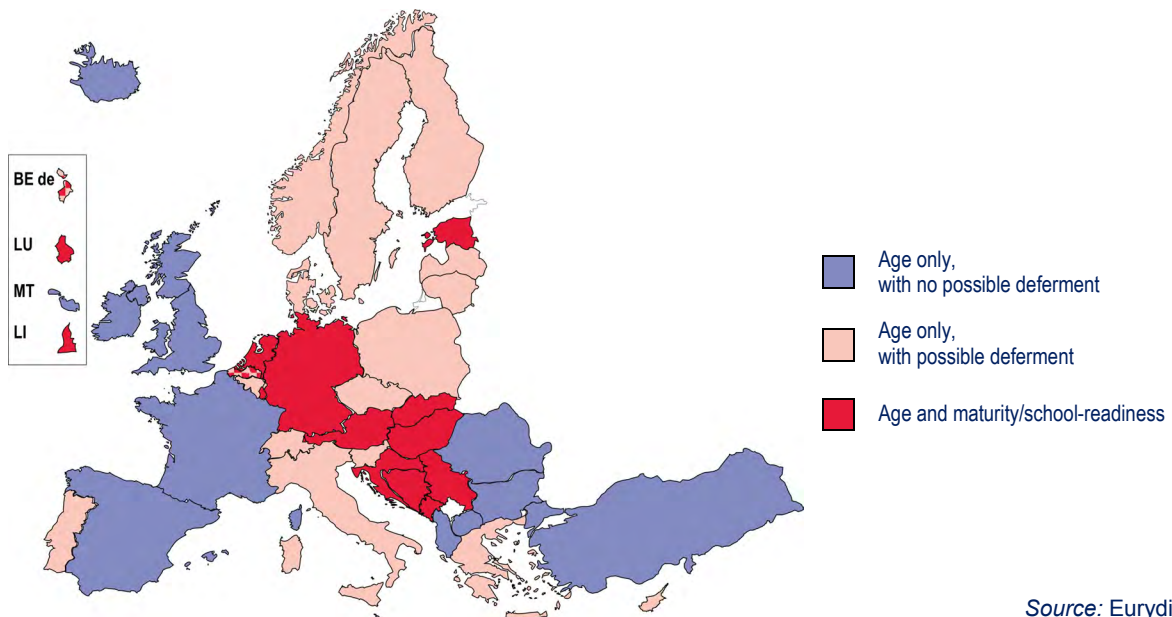 BE de
LU
MT
LI
Age only,
with no possible deferment
Age only,
with possible deferment
Age and maturity/school-readiness
Source: Eurydi